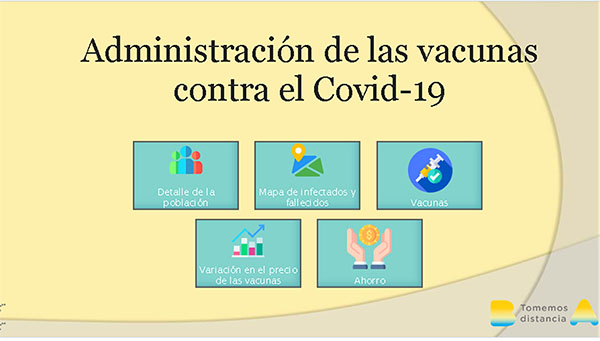 Administración de las vacunas
contra el Covid-19
Detalle de la
población
Mapa de infectados y
fallecidos
Vacunas
Variación en el precio
de las vacunas
Ahorro
BA
Tomemos
distancia